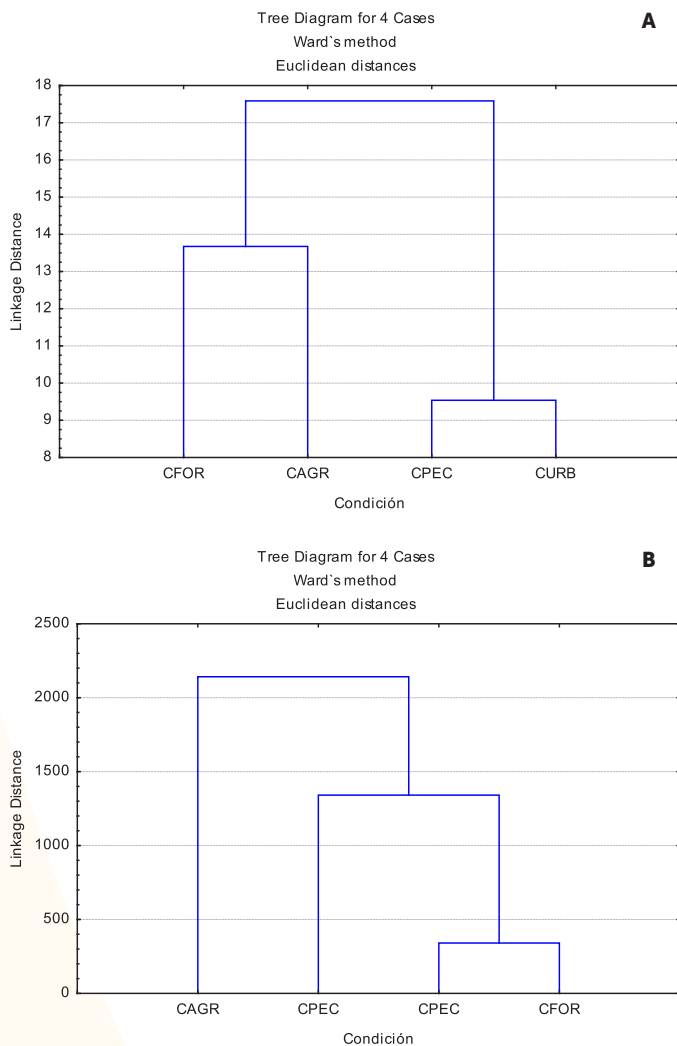 Tree Diagram for 4 Cases
A
Ward`s method
Euclidean distances
18
17
16
15
14
13
12
11
10
9
8
Linkage Distance
CFOR CAGR CPEC CURB
Condición
Tree Diagram for 4 Cases
B
Ward`s method
Euclidean distances
2500
2000
1500
1000
500
0
Linkage Distance
CAGR CPEC CPEC CFOR
Condición